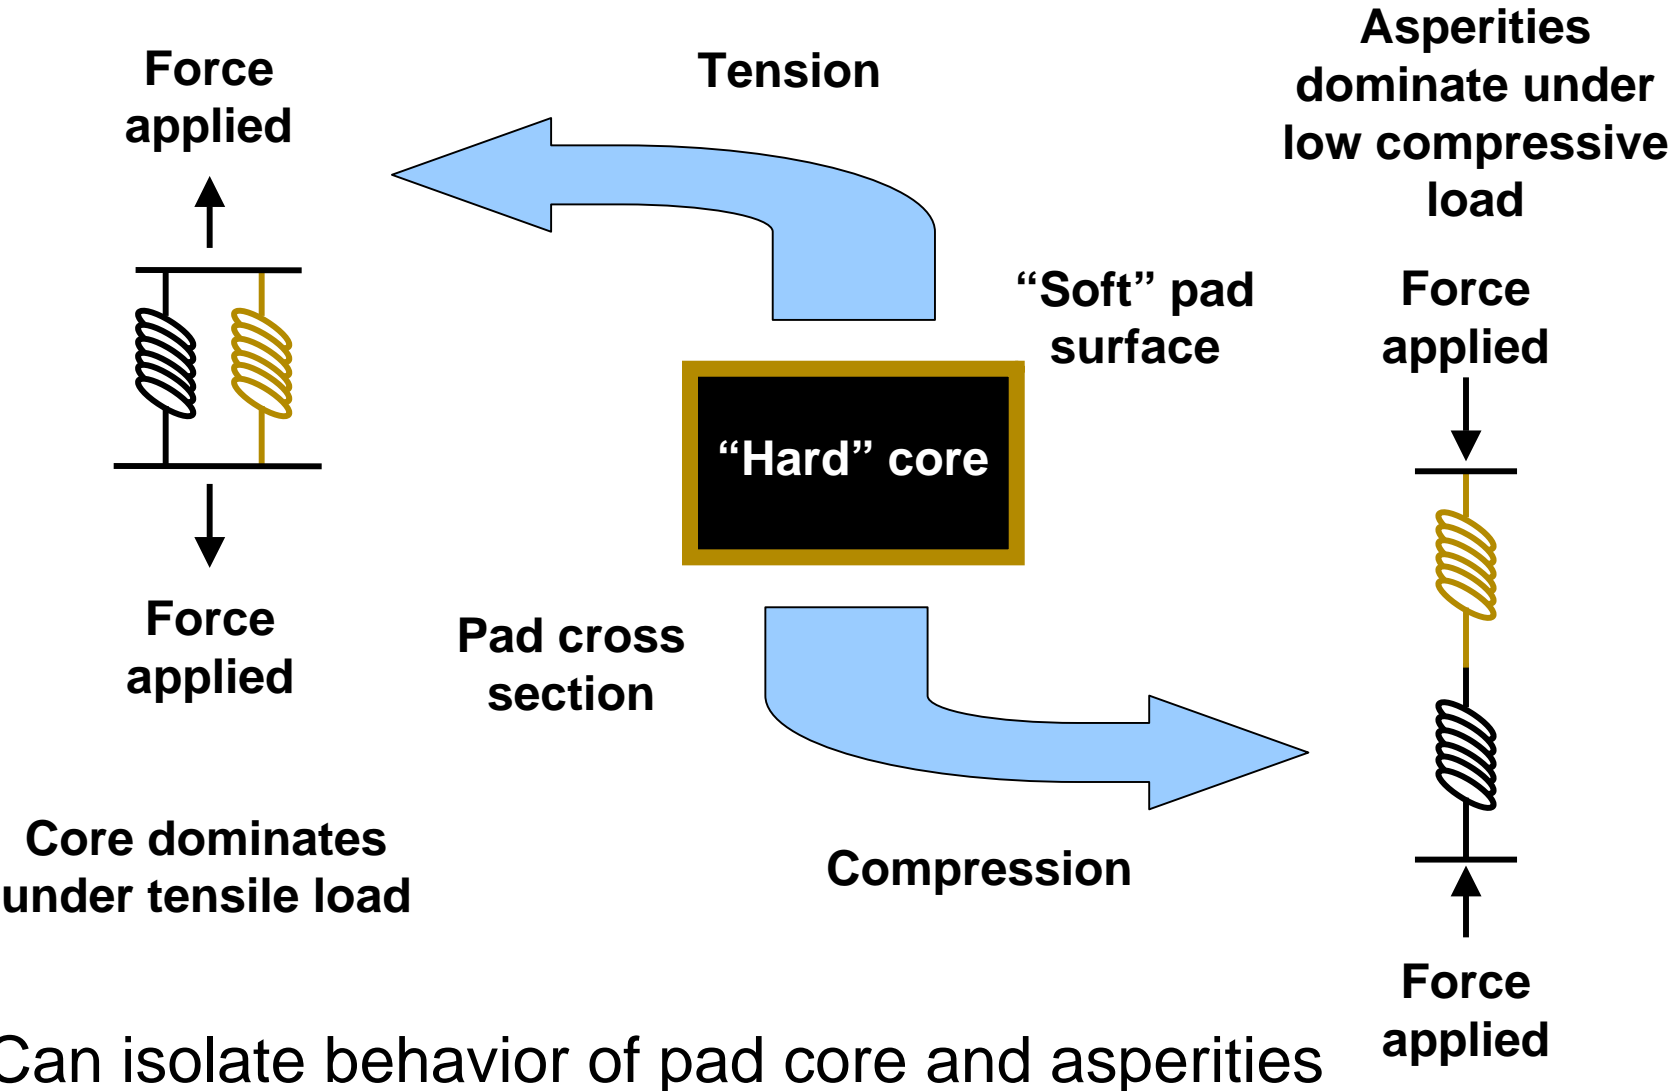 Force
applied
Tension
Asperities
dominate under
low compressive
load
“Soft” pad
surface
Force
applied
“Hard” core
Force
applied
Pad cross
section
Core dominates
under tensile load
Compression
Force
applied
Can isolate behavior of pad core and asperities